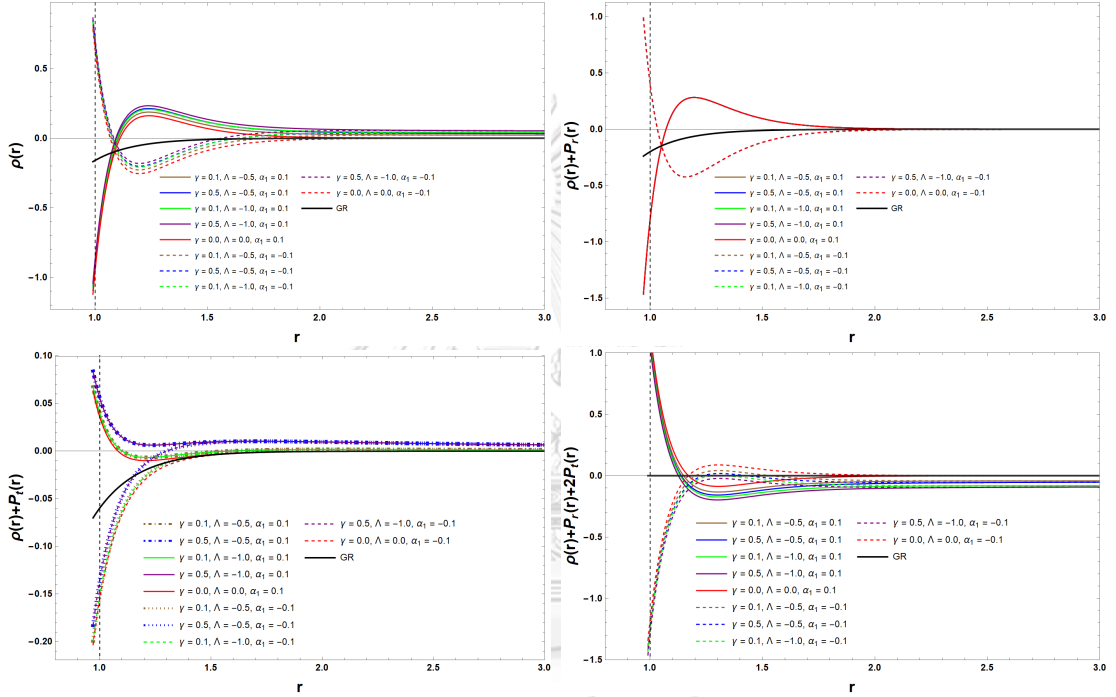 ρ(r)
0.5
0.0
−0.5
−1.0
γ = 0.1, Λ = −0.5, α₁ = 0.1
γ = 0.5, Λ = −0.5, α₁ = 0.1
γ = 0.1, Λ = −1.0, α₁ = 0.1
γ = 0.5, Λ = −1.0, α₁ = 0.1
γ = 0.0, Λ = 0.0, α₁ = 0.1
γ = 0.1, Λ = −0.5, α₁ = −0.1
γ = 0.5, Λ = −0.5, α₁ = −0.1
γ = 0.1, Λ = −1.0, α₁ = −0.1
γ = 0.5, Λ = −1.0, α₁ = −0.1
γ = 0.0, Λ = 0.0, α₁ = −0.1
GR
1.0 1.5 2.0 2.5 3.0
r
ρ(r)+Pᵣ(r)
1.0
0.5
0.0
−0.5
−1.0
−1.5
γ = 0.1, Λ = −0.5, α₁ = 0.1
γ = 0.5, Λ = −0.5, α₁ = 0.1
γ = 0.1, Λ = −1.0, α₁ = 0.1
γ = 0.5, Λ = −1.0, α₁ = 0.1
γ = 0.0, Λ = 0.0, α₁ = 0.1
γ = 0.1, Λ = −0.5, α₁ = −0.1
γ = 0.5, Λ = −0.5, α₁ = −0.1
γ = 0.1, Λ = −1.0, α₁ = −0.1
γ = 0.5, Λ = −1.0, α₁ = −0.1
γ = 0.0, Λ = 0.0, α₁ = −0.1
GR
1.0 1.5 2.0 2.5 3.0
r
ρ(r)+Pₜ(r)
0.10
0.05
0.00
−0.05
−0.10
−0.15
−0.20
γ = 0.1, Λ = −0.5, α₁ = 0.1
γ = 0.5, Λ = −0.5, α₁ = 0.1
γ = 0.1, Λ = −1.0, α₁ = 0.1
γ = 0.5, Λ = −1.0, α₁ = 0.1
γ = 0.0, Λ = 0.0, α₁ = 0.1
γ = 0.1, Λ = −0.5, α₁ = −0.1
γ = 0.5, Λ = −0.5, α₁ = −0.1
γ = 0.1, Λ = −1.0, α₁ = −0.1
γ = 0.5, Λ = −1.0, α₁ = −0.1
γ = 0.0, Λ = 0.0, α₁ = −0.1
GR
1.0 1.5 2.0 2.5 3.0
r
ρ(r)+Pᵣ(r)+2Pₜ(r)
1.0
0.5
0.0
−0.5
−1.0
−1.5
γ = 0.1, Λ = −0.5, α₁ = 0.1
γ = 0.5, Λ = −0.5, α₁ = 0.1
γ = 0.1, Λ = −1.0, α₁ = 0.1
γ = 0.5, Λ = −1.0, α₁ = 0.1
γ = 0.0, Λ = 0.0, α₁ = 0.1
γ = 0.1, Λ = −0.5, α₁ = −0.1
γ = 0.5, Λ = −0.5, α₁ = −0.1
γ = 0.1, Λ = −1.0, α₁ = −0.1
γ = 0.5, Λ = −1.0, α₁ = −0.1
γ = 0.0, Λ = 0.0, α₁ = −0.1
GR
1.0 1.5 2.0 2.5 3.0
r